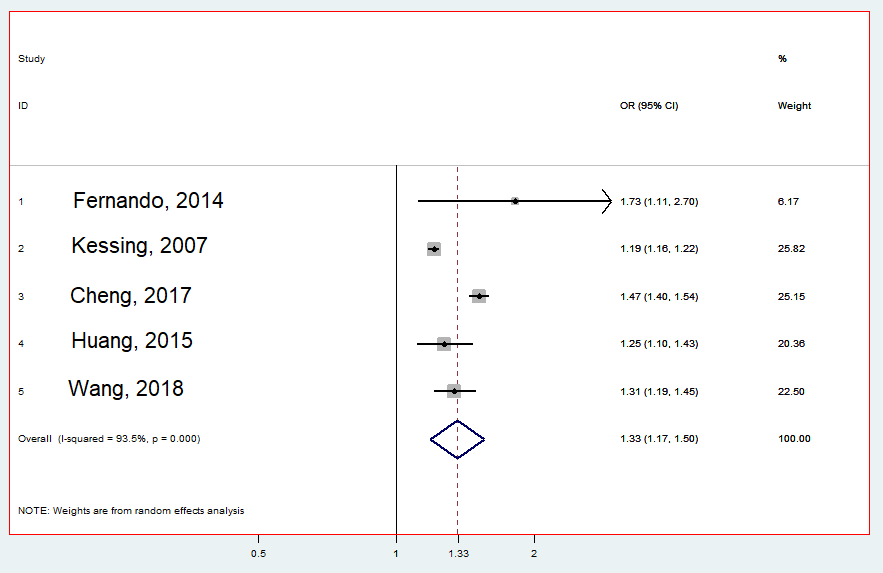 Study %
ID OR (95% CI) Weight
1 Fernando, 2014 1.73 (1.11, 2.70) 6.17
2 Kessing, 2007 1.19 (1.16, 1.22) 25.82
3 Cheng, 2017 1.47 (1.40, 1.54) 25.15
4 Huang, 2015 1.25 (1.10, 1.43) 20.36
5 Wang, 2018 1.31 (1.19, 1.45) 22.50
Overall (I-squared = 93.5%, p = 0.000) 1.33 (1.17, 1.50) 100.00
NOTE: Weights are from random effects analysis
0.5 1 1.33 2